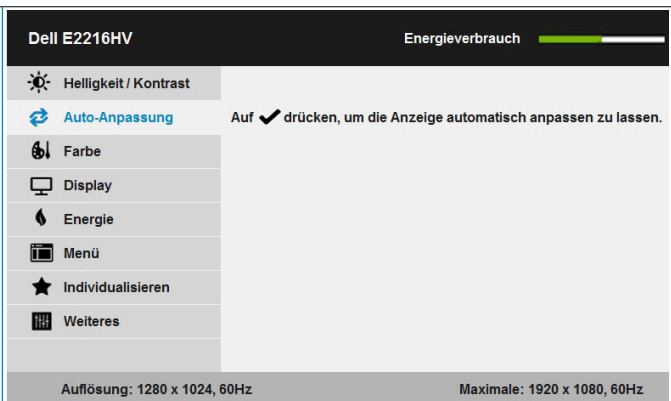 Dell E2216HV Energieverbrauch
Helligkeit / Kontrast
Auto-Anpassung Auf ✔ drücken, um die Anzeige automatisch anpassen zu lassen.
Farbe
Display
Energie
Menü
Individualisieren
Weiteres
Auflösung: 1280 x 1024, 60Hz Maximale: 1920 x 1080, 60Hz